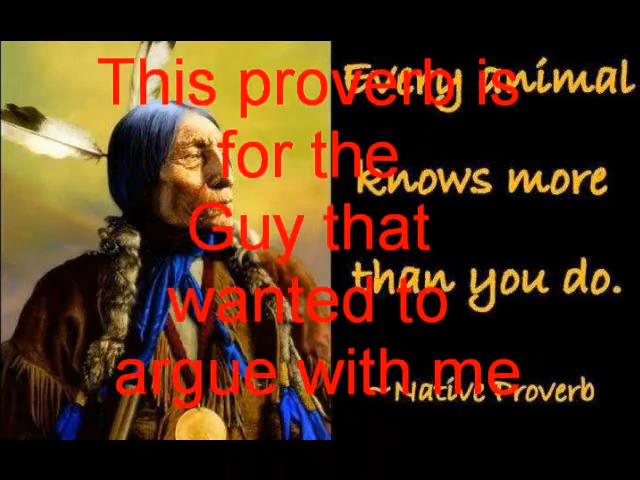 This proverb is
for the
Guy that
wanted to
argue with me
Every animal
knows more
than you do.
~Native Proverb